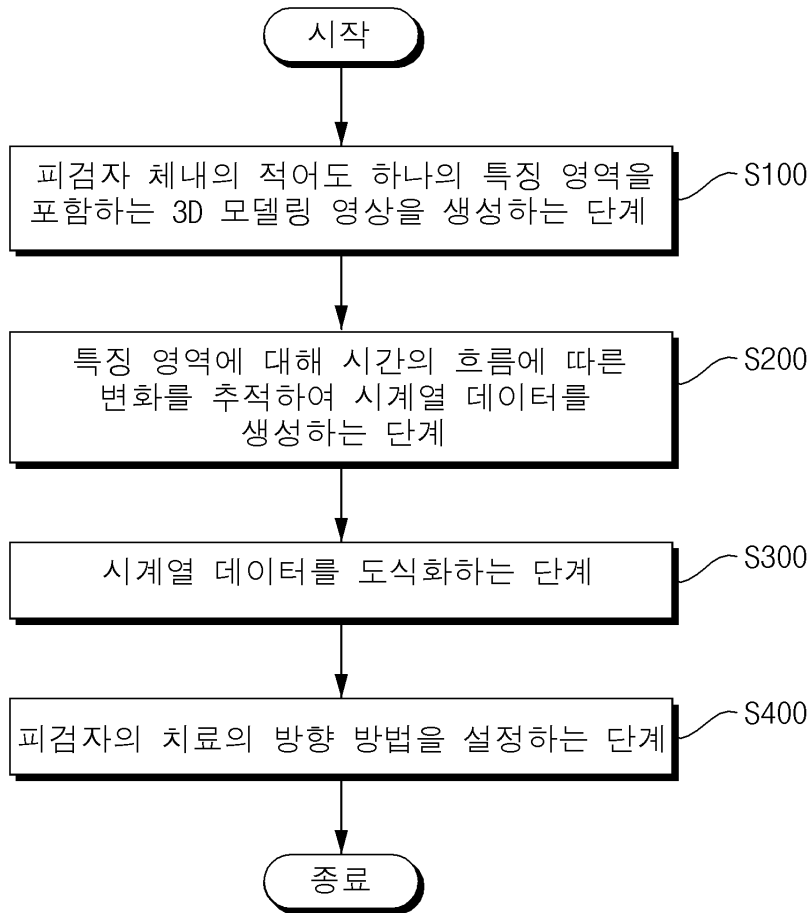 시작
피검자 체내의 적어도 하나의 특징 영역을
포함하는 3D 모델링 영상을 생성하는 단계
S100
특징 영역에 대해 시간의 흐름에 따른
변화를 추적하여 시계열 데이터를
생성하는 단계
S200
시계열 데이터를 도식화하는 단계
S300
피검자의 치료의 방향 방법을 설정하는 단계
S400
종료